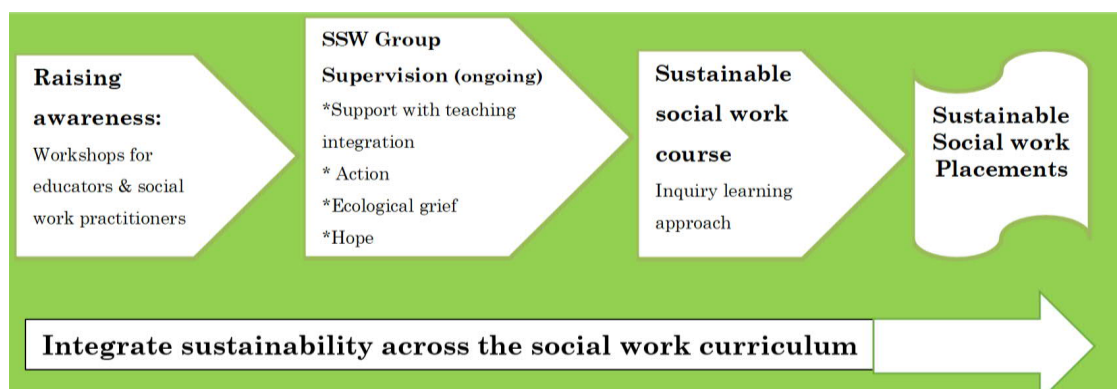 Raising
awareness:
Workshops for
educators & social
work practitioners
SSW Group
Supervision (ongoing)
*Support with teaching
integration
* Action
*Ecological grief
*Hope
Sustainable
social work
course
Inquiry learning
approach
Sustainable
Social work
Placements
Integrate sustainability across the social work curriculum